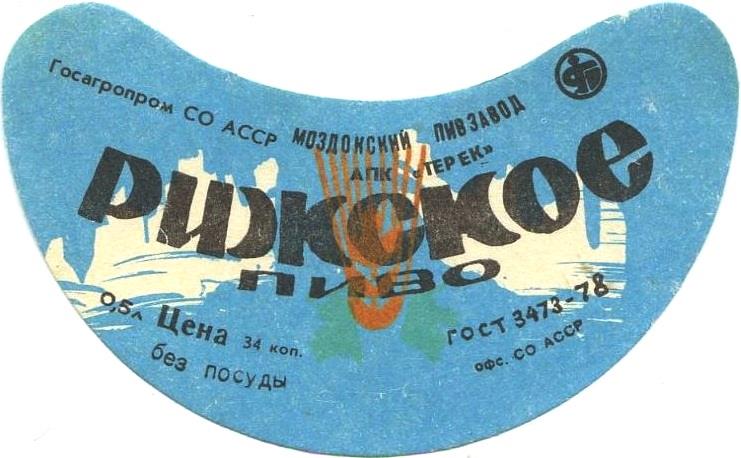 Госагропром СО АССР МОЗДОКСКИЙ ПИВЗАВОД
АПК «ТЕРЕК»
Рижское
пиво
0,5л Цена 34 коп.
без посуды
ГОСТ 3473-78
офс. СО АССР